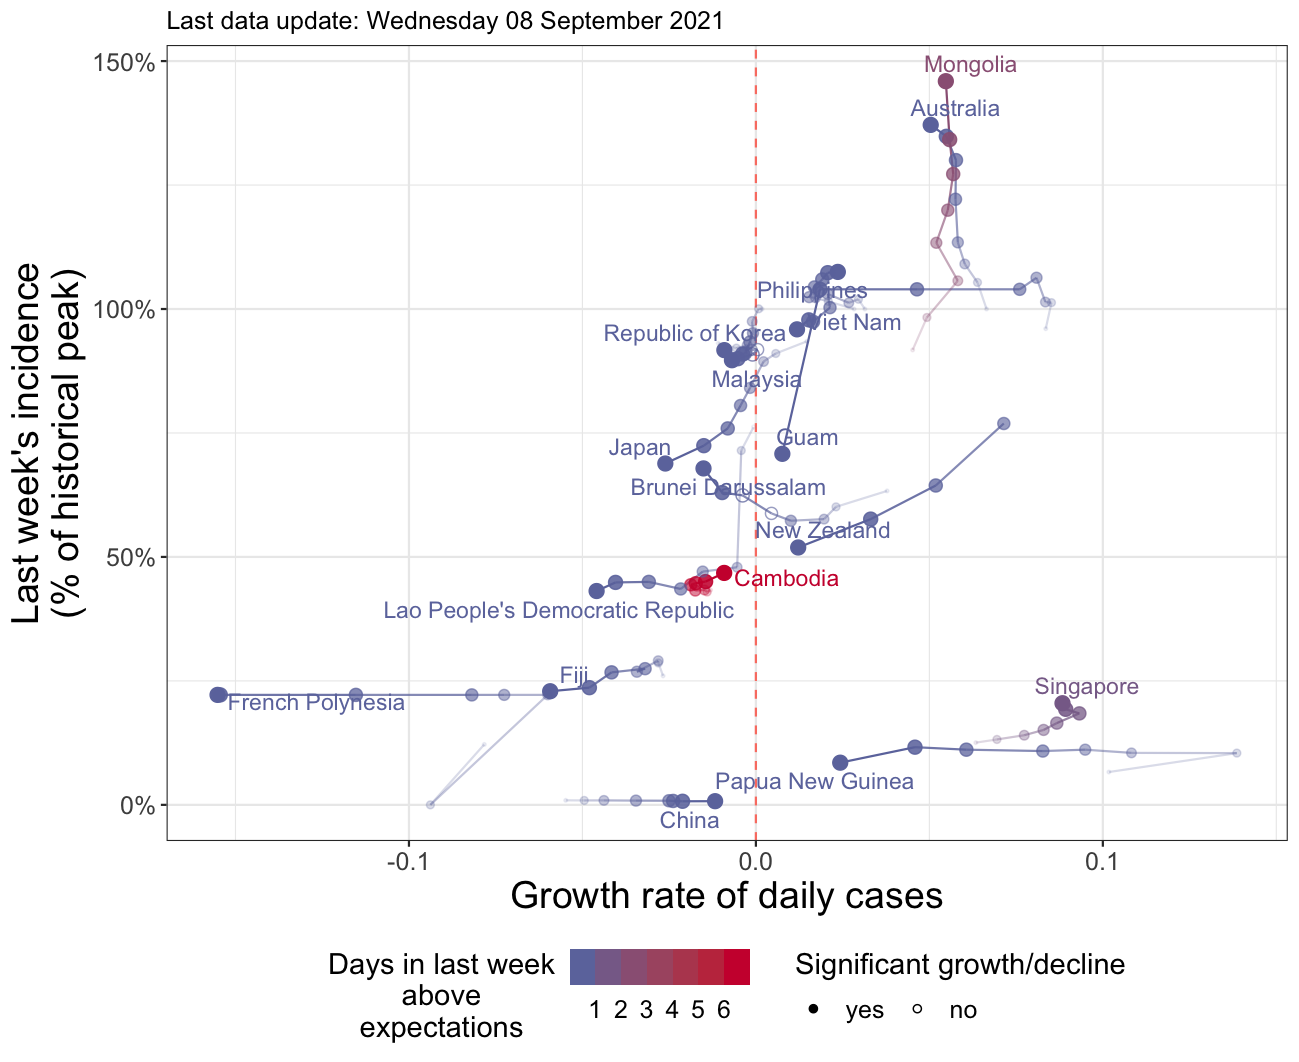 Last data update: Wednesday 08 September 2021
Last week's incidence
(% of historical peak)
150%
100%
50%
0%
Mongolia
Australia
Philippines
Viet Nam
Republic of Korea
Malaysia
Guam
Japan
Brunei Darussalam
New Zealand
Cambodia
Lao People's Democratic Republic
Fiji
French Polynesia
Singapore
Papua New Guinea
China
-0.1
0.0
0.1
Growth rate of daily cases
Days in last week
above
expectations
1 2 3 4 5 6
Significant growth/decline
yes
no